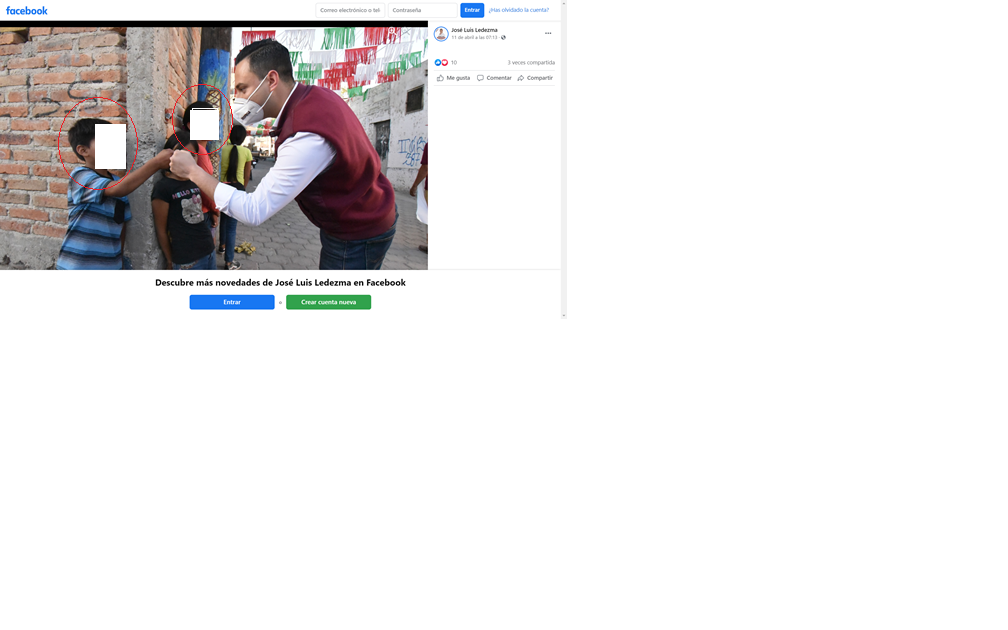 facebook
Correo electrónico o tel
Contraseña
Entrar
¿Has olvidado la cuenta?
José Luis Ledezma
11 de abril a las 07:13
10
3 veces compartida
Me gusta
Comentar
Compartir
HELLO KITTY
Descubre más novedades de José Luis Ledezma en Facebook
Entrar
o
Crear cuenta nueva